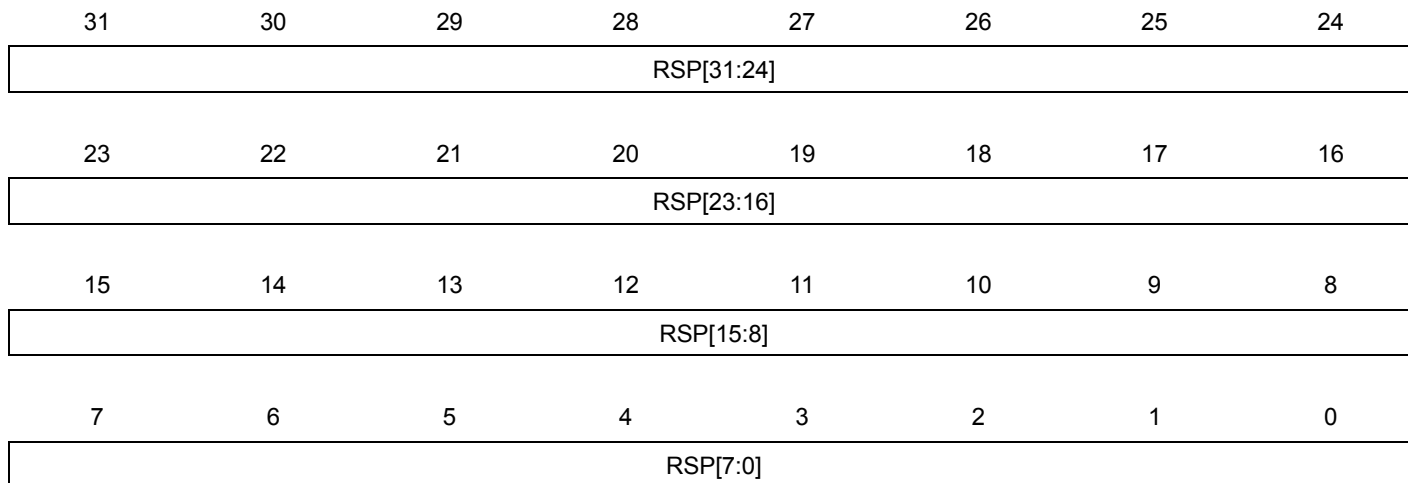 31 30 29 28 27 26 25 24
RSP[31:24]
23 22 21 20 19 18 17 16
RSP[23:16]
15 14 13 12 11 10 9 8
RSP[15:8]
7 6 5 4 3 2 1 0
RSP[7:0]